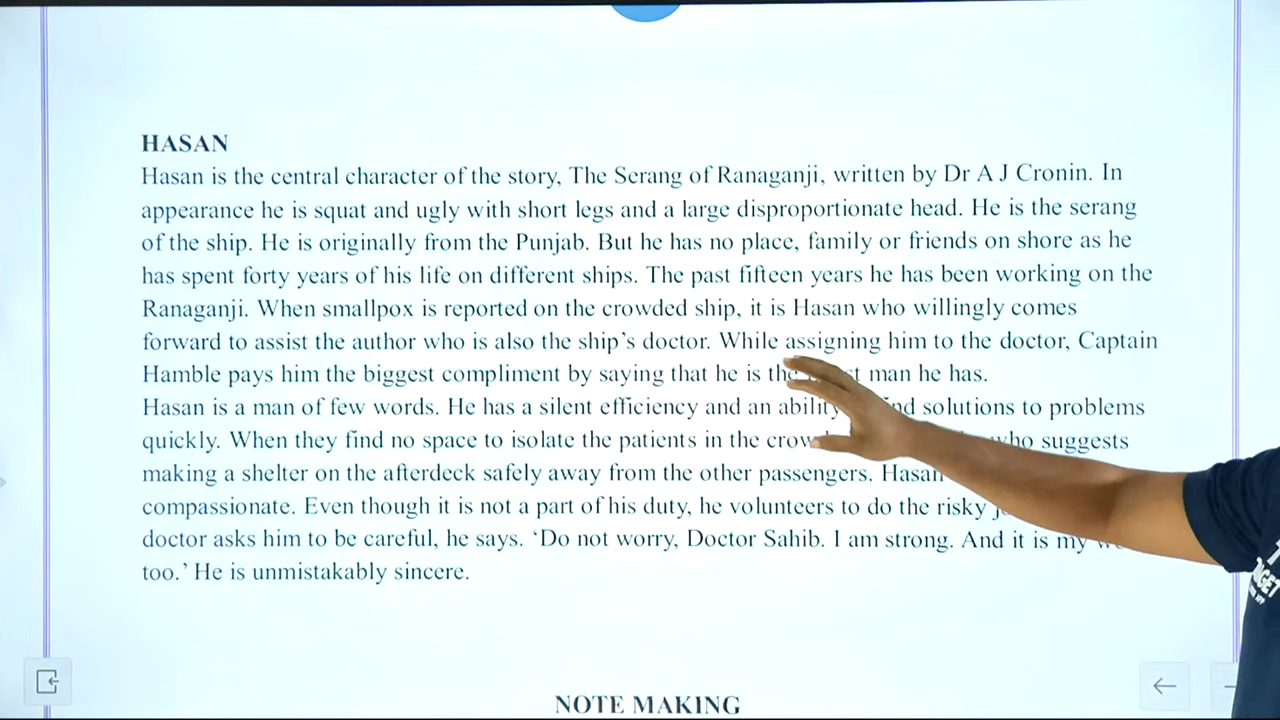 HASAN
Hasan is the central character of the story, The Serang of Ranaganji, written by Dr A J Cronin. In
appearance he is squat and ugly with short legs and a large disproportionate head. He is the serang
of the ship. He is originally from the Punjab. But he has no place, family or friends on shore as he
has spent forty years of his life on different ships. The past fifteen years he has been working on the
Ranaganji. When smallpox is reported on the crowded ship, it is Hasan who willingly comes
forward to assist the author who is also the ship's doctor. While assigning him to the doctor, Captain
Hamble pays him the biggest compliment by saying that he is the man he has.
Hasan is a man of few words. He has a silent efficiency and an ability solutions to problems
quickly. When they find no space to isolate the patients in the who suggests
making a shelter on the afterdeck safely away from the other passengers. Hasan
compassionate. Even though it is not a part of his duty, he volunteers to do the risky
doctor asks him to be careful, he says. ‘Do not worry, Doctor Sahib. I am strong. And it is my
too.’ He is unmistakably sincere.
NOTE MAKING